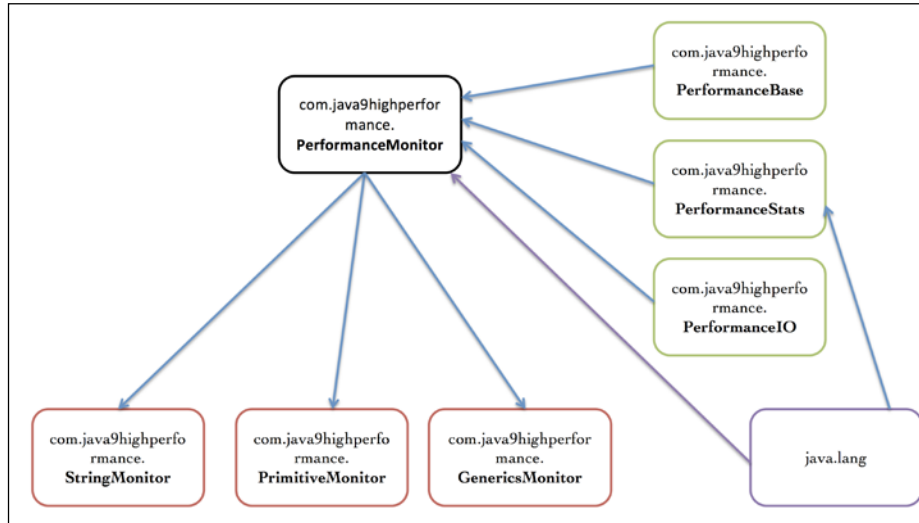 com.java9highperfo
rmance.
PerformanceBase
com.java9highperfor
mance.
PerformanceMonitor
com.java9highperfo
rmance.
PerformanceStats
com.java9highperfo
rmance.
PerformanceIO
com.java9highperfo
rmance.
StringMonitor
com.java9highperfo
rmance.
PrimitiveMonitor
com.java9highperfor
mance.
GenericsMonitor
java.lang